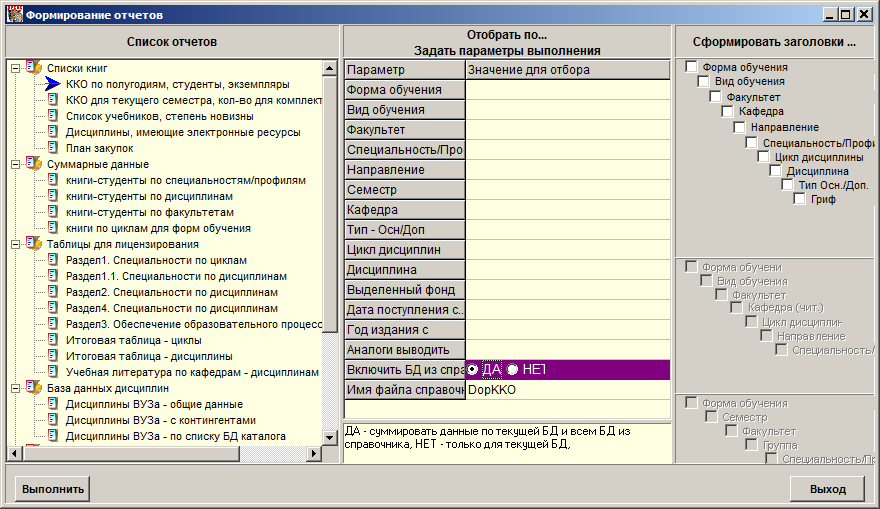 Формирование отчетов
Список отчетов
Списки книг
ККО по полугодиям, студенты, экземпляры
ККО для текущего семестра, кол-во для комплект
Список учебников, степень новизны
Дисциплины, имеющие электронные ресурсы
План закупок
Суммарные данные
книги-студенты по специальностям/профилям
книги-студенты по дисциплинам
книги-студенты по факультетам
книги по циклам для форм обучения
Таблицы для лицензирования
Раздел1. Специальности по циклам
Раздел1.1. Специальности по дисциплинам
Раздел2. Специальности по дисциплинам
Раздел4. Специальности по дисциплинам
Раздел3. Обеспечение образовательного процесс
Итоговая таблица - циклы
Итоговая таблица - дисциплины
Учебная литература по кафедрам - дисциплинам
База данных дисциплин
Дисциплины ВУЗа - общие данные
Дисциплины ВУЗа - с контингентами
Дисциплины ВУЗа - по списку БД каталога
Отобрать по...
Задать параметры выполнения
Параметр Значение для отбора
Форма обучения
Вид обучения
Факультет
Специальность/Про
Направление
Семестр
Кафедра
Тип - Осн/Доп
Цикл дисциплин
Дисциплина
Выделенный фонд
Дата поступления с..
Год издания с
Аналоги выводить
Включить БД из спра ДА НЕТ
Имя файла справочн DopKKO
ДА - суммировать данные по текущей БД и всем БД из
справочника, НЕТ - только для текущей БД,
Сформировать заголовки ...
Форма обучения
Вид обучения
Факультет
Кафедра
Направление
Специальность/Профи
Цикл дисциплины
Дисциплина
Тип Осн./Доп.
Гриф
Форма обучени
Вид обучения
Факультет
Кафедра (чит.)
Цикл дисциплин
Направление
Специальность/
Форма обучения
Семестр
Факультет
Группа
Специальность/Пр
Выполнить
Выход